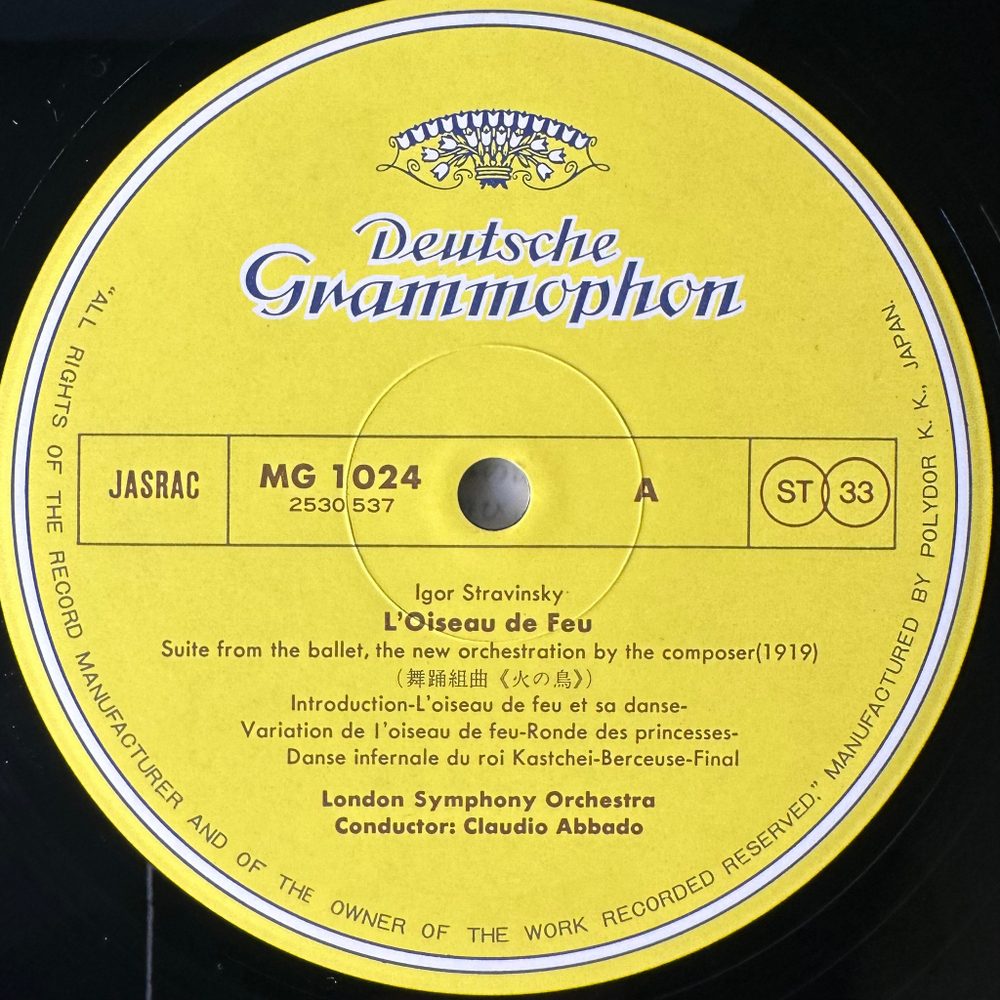 Deutsche
Grammophon
JASRAC
MG 1024
2530 537
A
ST 33
Igor Stravinsky
L'Oiseau de Feu
Suite from the ballet, the new orchestration by the composer(1919)
(舞踊組曲《火の鳥》)
Introduction-L'oiseau de feu et sa danse-
Variation de l'oiseau de feu-Ronde des princesses-
Danse infernale du roi Kastchei-Berceuse-Final
London Symphony Orchestra
Conductor: Claudio Abbado
"ALL RIGHTS OF THE RECORD MANUFACTURER AND OF THE OWNER OF THE WORK RECORDED RESERVED." MANUFACTURED BY POLYDOR K. K., JAPAN.